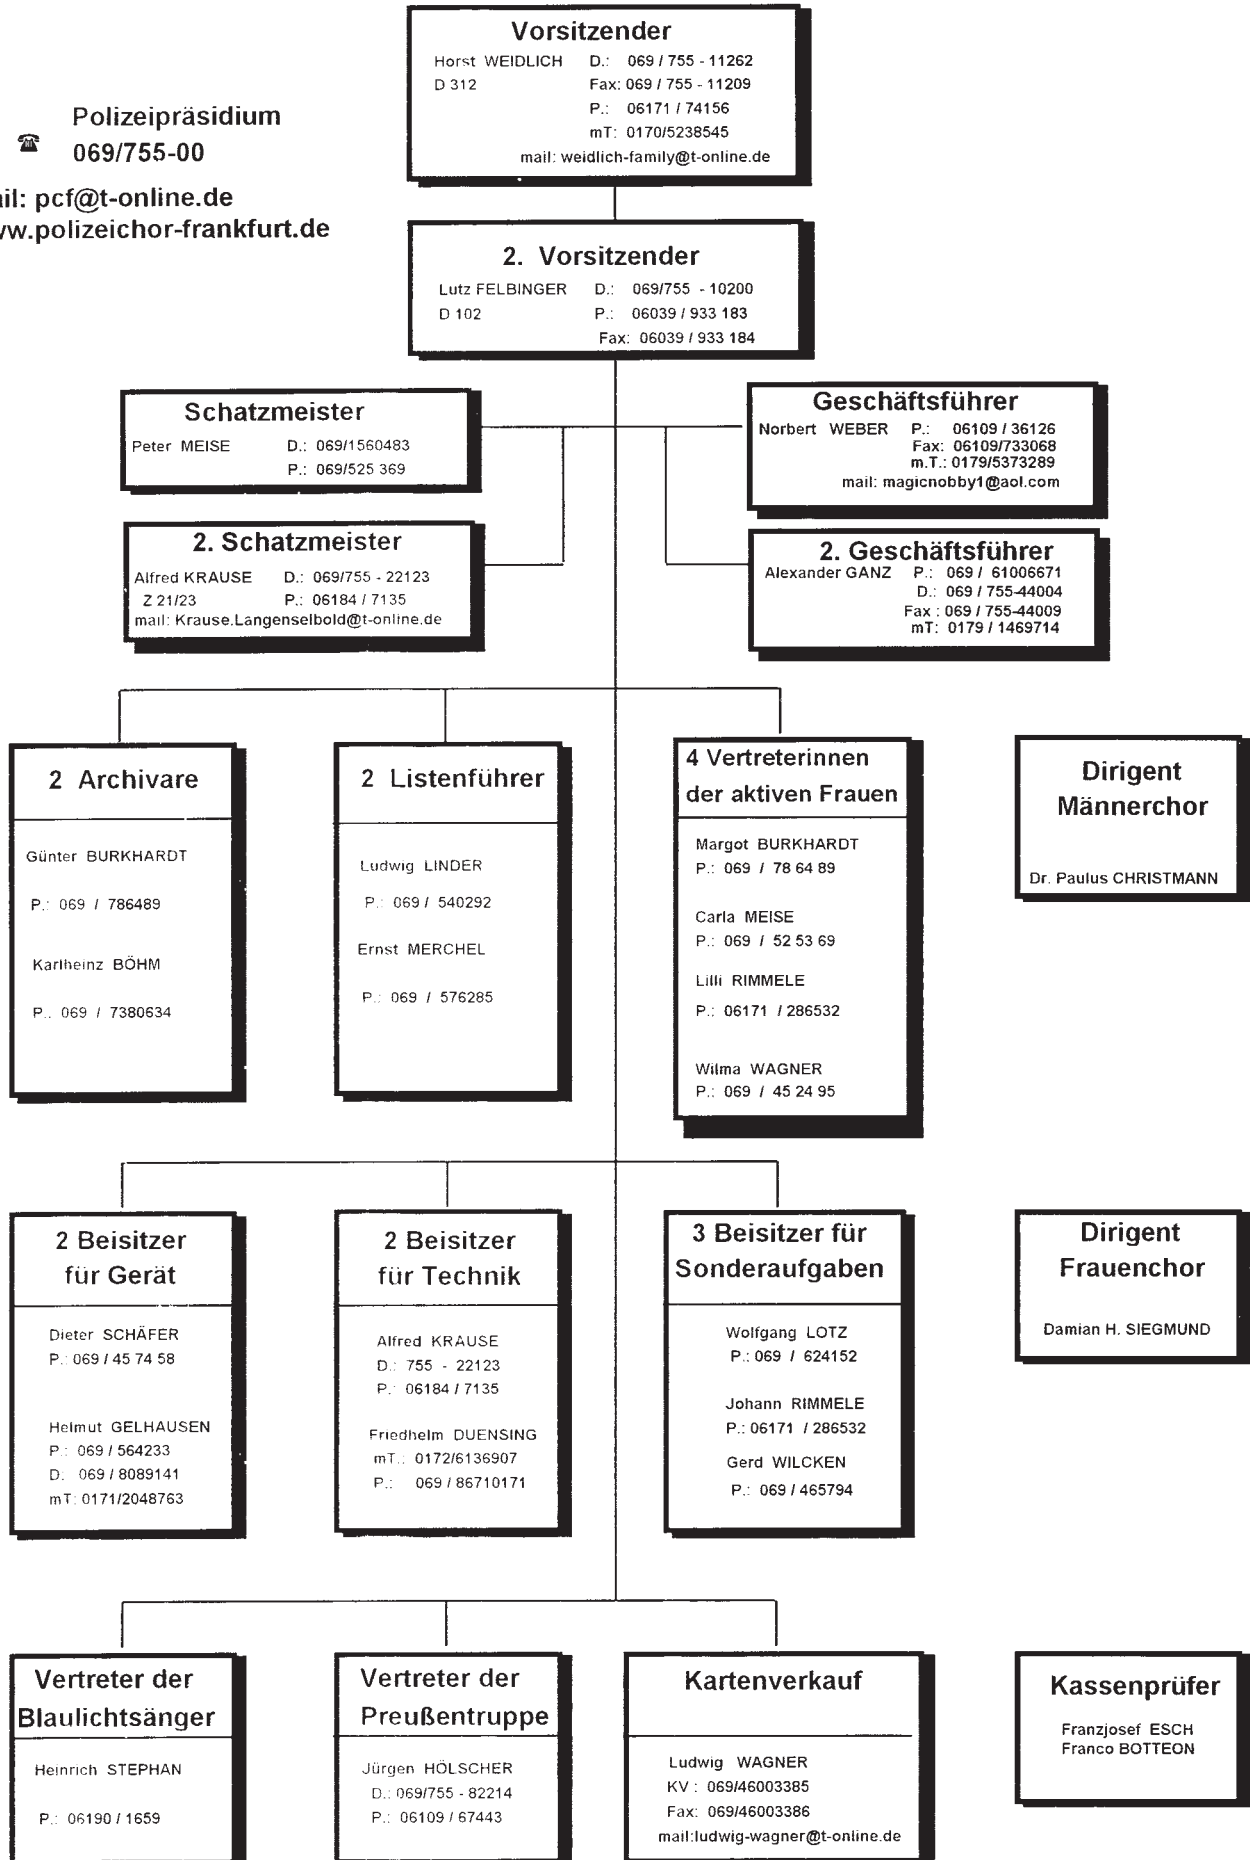 Vorsitzender
Horst WEIDLICH D.: 069 / 755 - 11262
D 312 Fax: 069 / 755 - 11209
P.: 06171 / 74156
mT: 0170/5238545
mail: weidlich-family@t-online.de
Polizeipräsidium
☎ 069/755-00
ail: pcf@t-online.de
ww.polizeichor-frankfurt.de
2. Vorsitzender
Lutz FELBINGER D.: 069/755 - 10200
D 102 P.: 06039 / 933 183
Fax: 06039 / 933 184
Schatzmeister
Peter MEISE D.: 069/1560483
P.: 069/525 369
Geschäftsführer
Norbert WEBER P.: 06109 / 36126
Fax: 06109/733068
m.T.: 0179/5373289
mail: magicnobby1@aol.com
2. Schatzmeister
Alfred KRAUSE D.: 069/755 - 22123
Z 21/23 P.: 06184 / 7135
mail: Krause.Langenselbold@t-online.de
2. Geschäftsführer
Alexander GANZ P.: 069 / 61006671
D.: 069 / 755-44004
Fax : 069 / 755-44009
mT: 0179 / 1469714
2 Archivare
Günter BURKHARDT
P.: 069 / 786489
Karlheinz BÖHM
P.. 069 / 7380634
2 Listenführer
Ludwig LINDER
P.: 069 / 540292
Ernst MERCHEL
P.: 069 / 576285
4 Vertreterinnen
der aktiven Frauen
Margot BURKHARDT
P.: 069 / 78 64 89
Carla MEISE
P.: 069 / 52 53 69
Lilli RIMMELE
P.: 06171 / 286532
Wilma WAGNER
P.: 069 / 45 24 95
Dirigent
Männerchor
Dr. Paulus CHRISTMANN
2 Beisitzer
für Gerät
Dieter SCHÄFER
P.: 069 / 45 74 58
Helmut GELHAUSEN
P.: 069 / 564233
D: 069 / 8089141
mT: 0171/2048763
2 Beisitzer
für Technik
Alfred KRAUSE
D.: 755 - 22123
P.: 06184 / 7135
Friedhelm DUENSING
mT.: 0172/6136907
P.: 069 / 86710171
3 Beisitzer für
Sonderaufgaben
Wolfgang LOTZ
P.: 069 / 624152
Johann RIMMELE
P.: 06171 / 286532
Gerd WILCKEN
P.: 069 / 465794
Dirigent
Frauenchor
Damian H. SIEGMUND
Vertreter der
Blaulichtsänger
Heinrich STEPHAN
P.: 06190 / 1659
Vertreter der
Preußentruppe
Jürgen HÖLSCHER
D.: 069/755 - 82214
P.: 06109 / 67443
Kartenverkauf
Ludwig WAGNER
KV : 069/46003385
Fax: 069/46003386
mail:ludwig-wagner@t-online.de
Kassenprüfer
Franzjosef ESCH
Franco BOTTEON